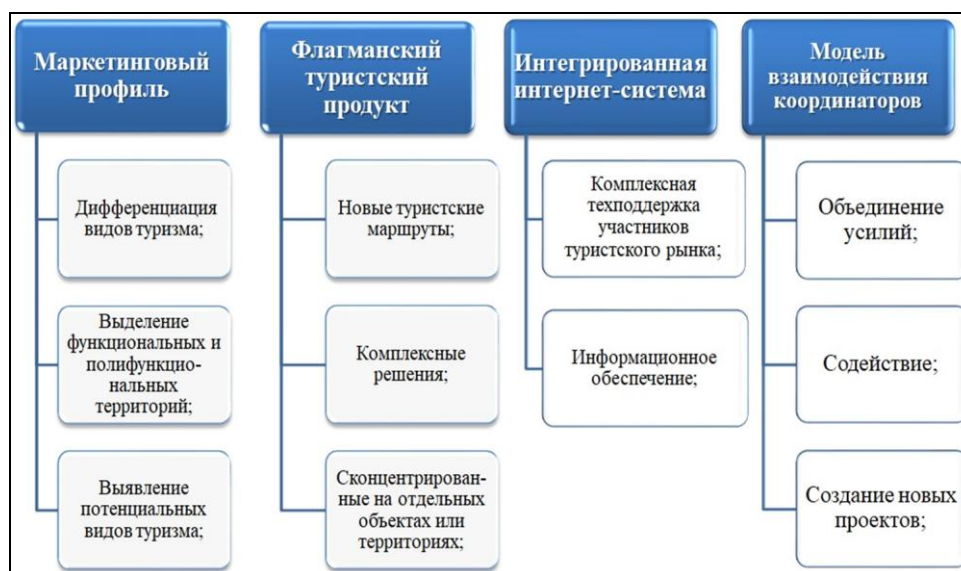 Маркетинговый
профиль
Дифференциация
видов туризма;
Выделение
функциональных и
полифункцио-
нальных
территорий;
Выявление
потенциальных
видов туризма;
Флагманский
туристский
продукт
Новые туристские
маршруты;
Комплексные
решения;
Сконцентрирован-
ные на отдельных
объектах или
территориях;
Интегрированная
интернет-система
Комплексная
техподдержка
участников
туристского рынка;
Информационное
обеспечение;
Модель
взаимодействия
координаторов
Объединение
усилий;
Содействие;
Создание новых
проектов;